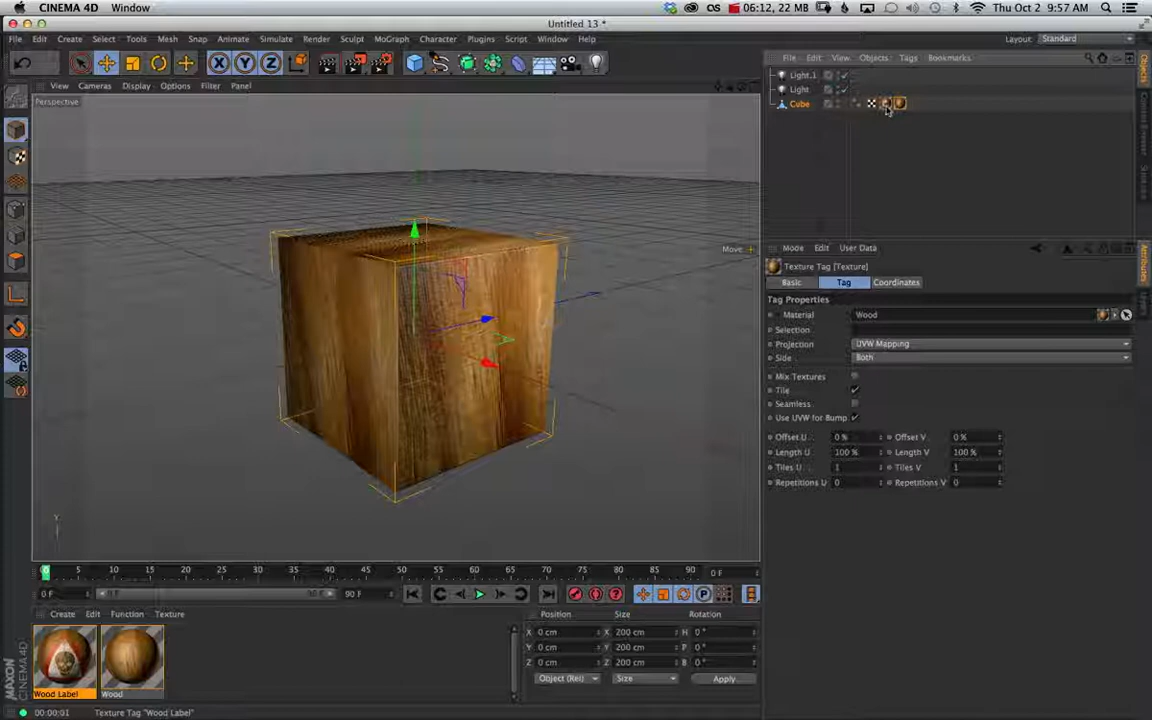 CINEMA 4D Window 06:12, 22 MB Thu Oct 2 9:57 AM
Untitled 13 *
File Edit Create Select Tools Mesh Snap Animate Simulate Render Sculpt MoGraph Character Plugins Script Window Help Layout: Standard
X Y Z
File Edit View Objects Tags Bookmarks
View Cameras Display Options Filter Panel
Perspective
Light.1
Light
Cube
Objects
Content Browser
Structure
Move
Mode Edit User Data
Attributes
Layers
Texture Tag [Texture]
Basic Tag Coordinates
Tag Properties
Material Wood
Selection
Projection UVW Mapping
Side Both
Mix Textures
Tile
Seamless
Use UVW for Bump
Offset U 0 % Offset V 0 %
Length U 100 % Length V 100 %
Tiles U 1 Tiles V 1
Repetitions U 0 Repetitions V 0
Y
0 5 10 15 20 25 30 35 40 45 50 55 60 65 70 75 80 85 90 0 F
0 F 0 F 90 F 90 F
Create Edit Function Texture
Wood Label Wood
Position Size Rotation
X 0 cm X 200 cm H 0 °
Y 0 cm Y 200 cm P 0 °
Z 0 cm Z 200 cm B 0 °
Object (Rel) Size Apply
MAXON CINEMA 4D
00:00:01 Texture Tag "Wood Label"